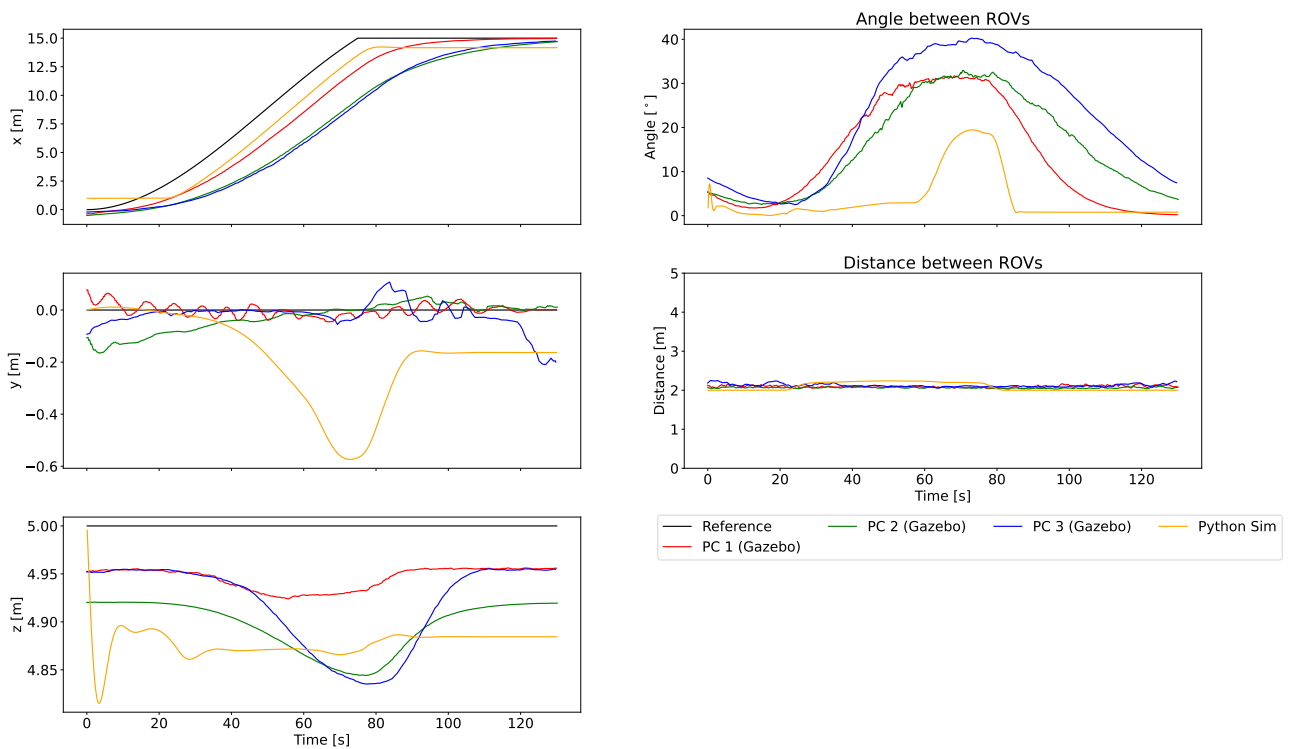 15.0
12.5
10.0
7.5
5.0
2.5
0.0
x [m]
Angle between ROVs
40
30
20
10
0
Angle [°]
0.0
−0.2
−0.4
−0.6
y [m]
Distance between ROVs
5
4
3
2
1
0
Distance [m]
0 20 40 60 80 100 120
Time [s]
5.00
4.95
4.90
4.85
z [m]
0 20 40 60 80 100 120
Time [s]
Reference PC 2 (Gazebo) PC 3 (Gazebo) Python Sim
PC 1 (Gazebo)